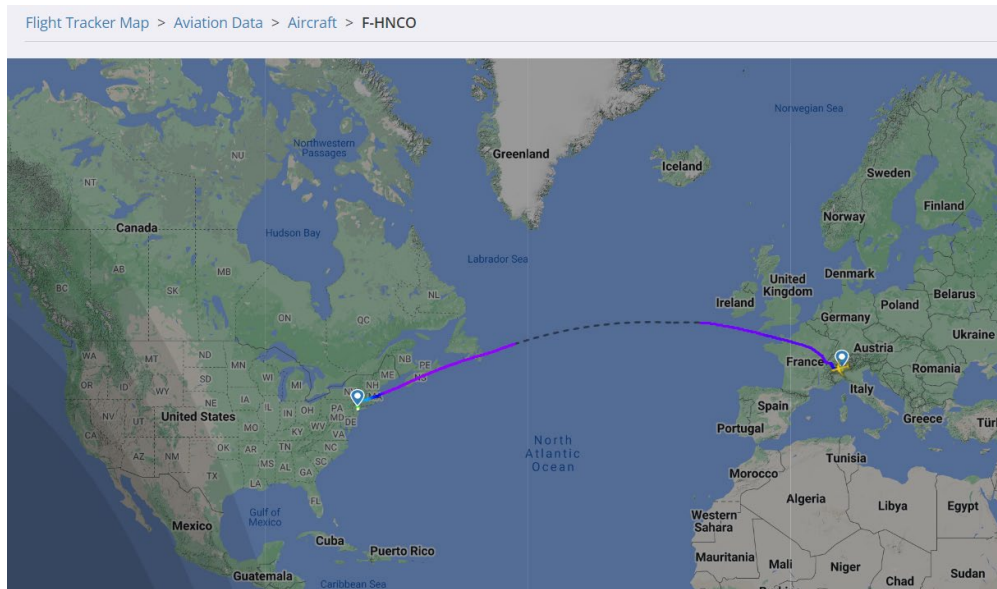 Flight Tracker Map > Aviation Data > Aircraft > F-HNCO
Norwegian Sea
Northwestern
Passages
NU
Greenland
Iceland
NT
Sweden
Finland
Norway
Canada
Hudson Bay
Labrador Sea
AB
MB
BC
SK
NL
United
Kingdom
Denmark
Ireland
Poland
Belarus
Germany
ON
QC
Ukraine
WA
MT
ND
MN
NB
PE
NS
France
Austria
Romania
OR
ID
WY
SD
WI
MI
ME
NH
MA
Italy
NE
IA
IL
IN
OH
PA
MD
DE
NV
UT
United States
MO
KY
WV
VA
Spain
Portugal
Greece
Tür
CA
AZ
NM
OK
AR
TN
NC
SC
MS
AL
GA
TX
LA
FL
North
Atlantic
Ocean
Tunisia
Morocco
Gulf of
Mexico
Western
Sahara
Algeria
Libya
Egypt
Mexico
Cuba
Puerto Rico
Mauritania
Mali
Niger
Chad
Sudan
Guatemala
Caribbean Sea